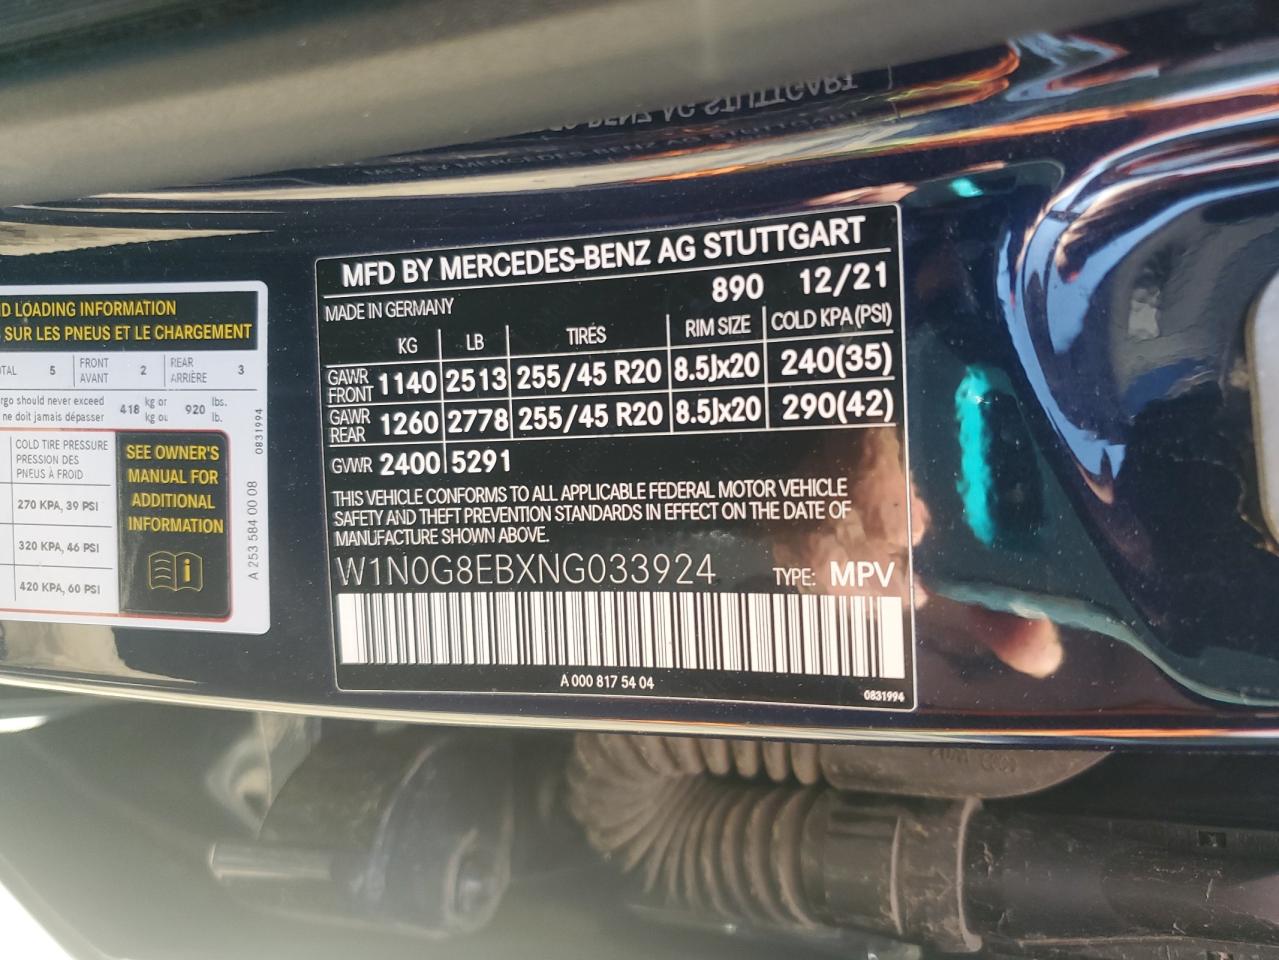 D LOADING INFORMATION
SUR LES PNEUS ET LE CHARGEMENT
5 FRONT AVANT 2 REAR ARRIÈRE 3
should never exceed
ne doit jamais dépasser
418 kg or kg ou 920 lbs. lb.
COLD TIRE PRESSURE
PRESSION DES
PNEUS À FROID
270 KPA, 39 PSI
320 KPA, 46 PSI
420 KPA, 60 PSI
SEE OWNER'S
MANUAL FOR
ADDITIONAL
INFORMATION
i
0831994
A 253 584 00 08
MFD BY MERCEDES-BENZ AG STUTTGART
MADE IN GERMANY 890 12/21
KG LB TIRES RIM SIZE COLD KPA (PSI)
GAWR FRONT 1140 2513 255/45 R20 8.5Jx20 240(35)
GAWR REAR 1260 2778 255/45 R20 8.5Jx20 290(42)
GVWR 2400 5291
THIS VEHICLE CONFORMS TO ALL APPLICABLE FEDERAL MOTOR VEHICLE
SAFETY AND THEFT PREVENTION STANDARDS IN EFFECT ON THE DATE OF
MANUFACTURE SHOWN ABOVE.
W1N0G8EBXNG033924 TYPE: MPV
A 000 817 54 04
0831994